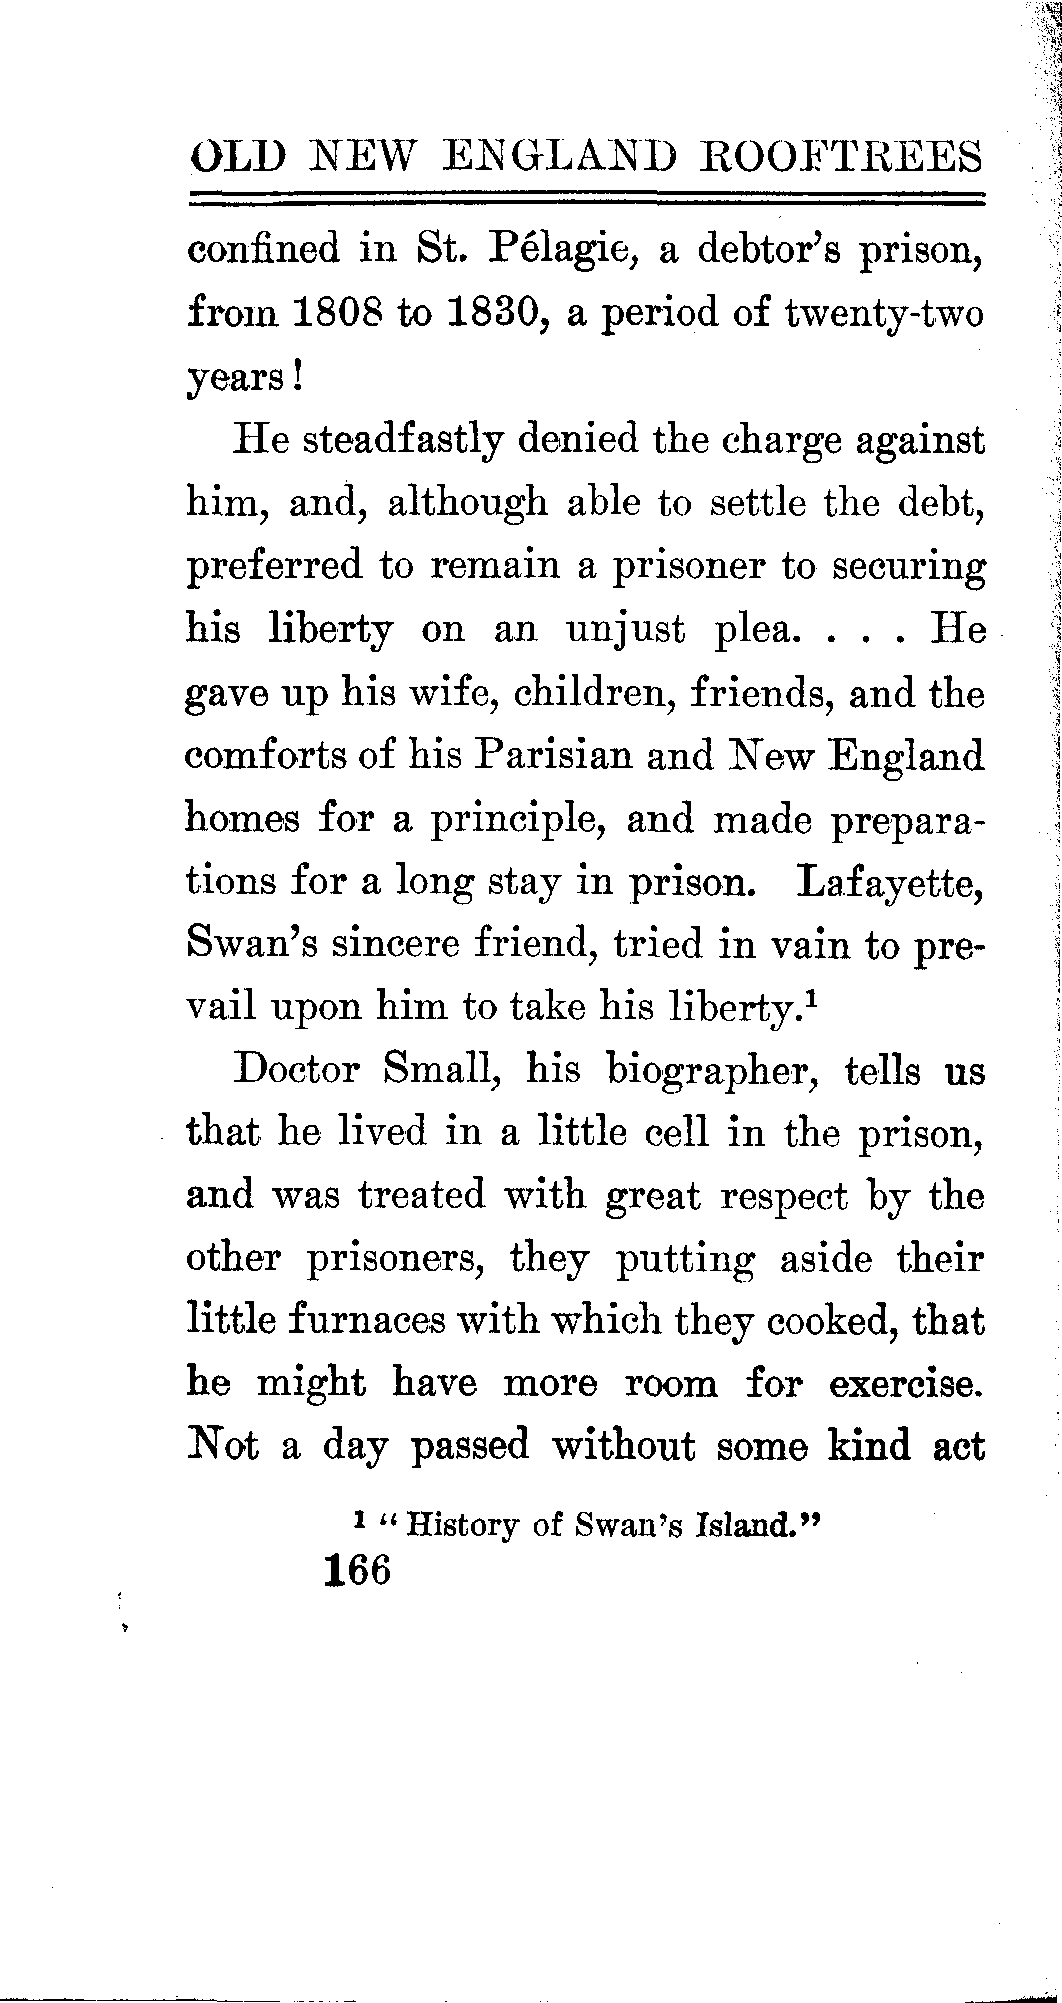 OLD NEW ENGLAND ROOFTREES
confined in St. Pélagie, a debtor's prison,
from 1808 to 1830, a period of twenty-two
years!
He steadfastly denied the charge against
him, and, although able to settle the debt,
preferred to remain a prisoner to securing
his liberty on an unjust plea. . . . He
gave up his wife, children, friends, and the
comforts of his Parisian and New England
homes for a principle, and made prepara-
tions for a long stay in prison. Lafayette,
Swan's sincere friend, tried in vain to pre-
vail upon him to take his liberty.¹
Doctor Small, his biographer, tells us
that he lived in a little cell in the prison,
and was treated with great respect by the
other prisoners, they putting aside their
little furnaces with which they cooked, that
he might have more room for exercise.
Not a day passed without some kind act
¹ "History of Swan's Island."
166